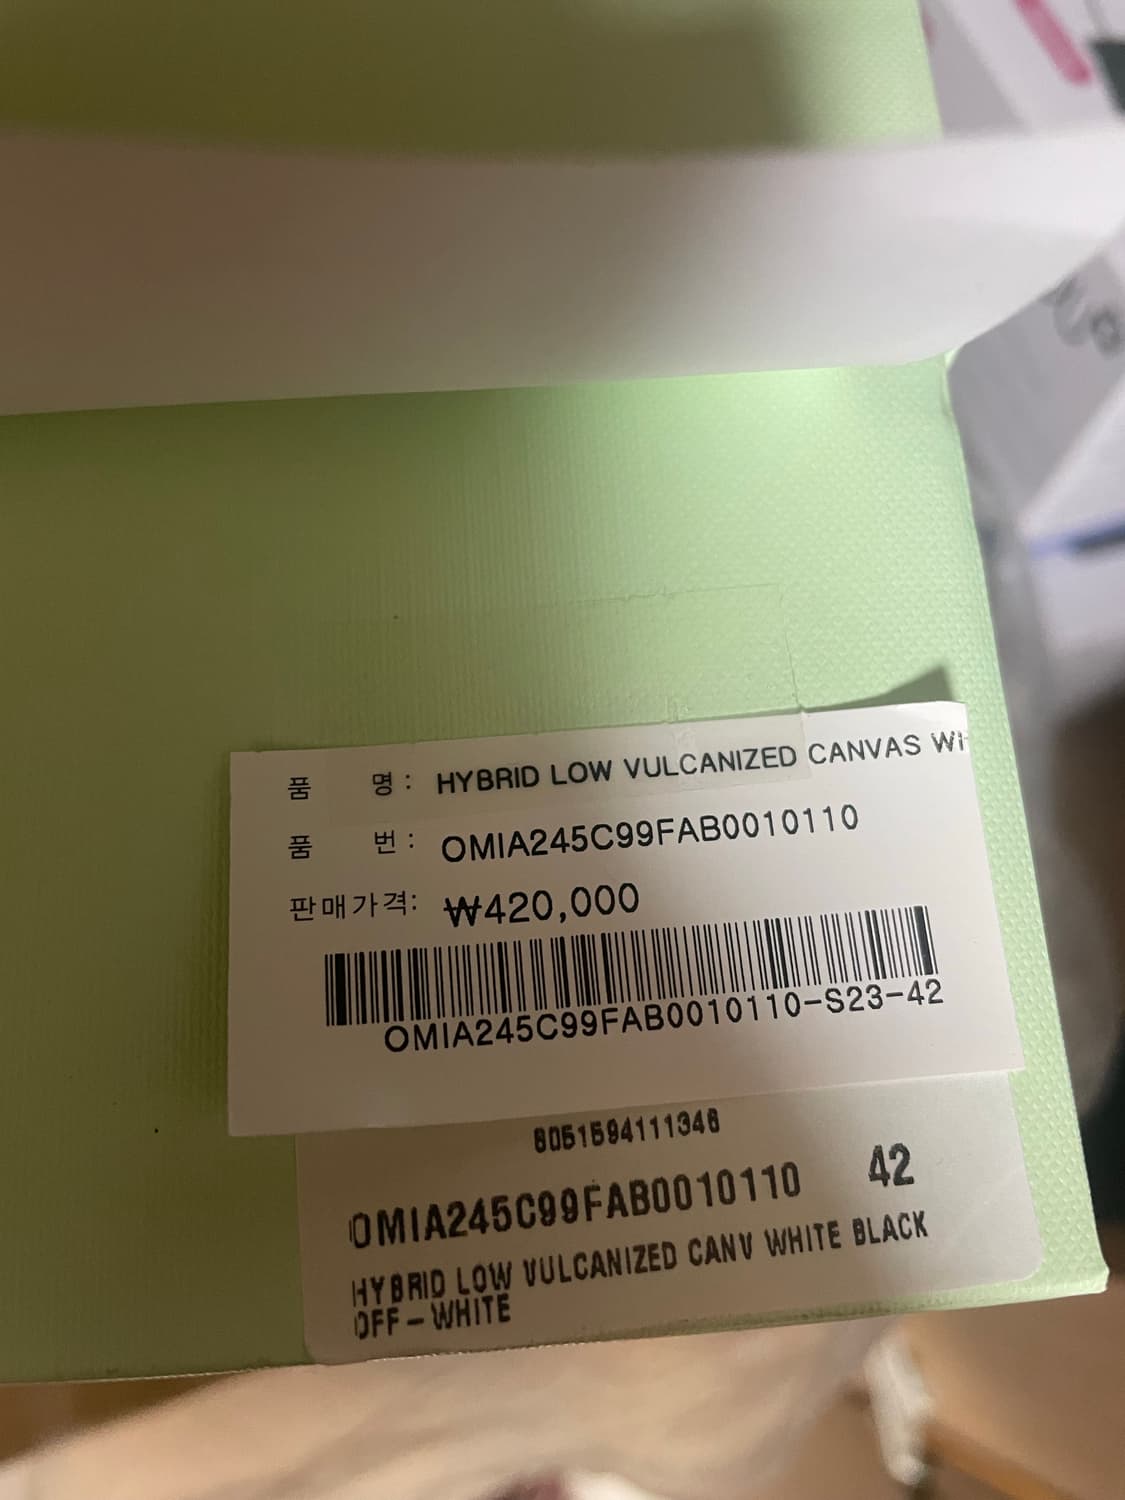 품 명: HYBRID LOW VULCANIZED CANVAS
품 번: OMIA245C99FAB0010110
판매가격: ₩420,000
OMIA245C99FAB0010110-S23-42
8051594111346
OMIA245C99FAB0010110 42
HYBRID LOW VULCANIZED CANV WHITE BLACK
OFF-WHITE